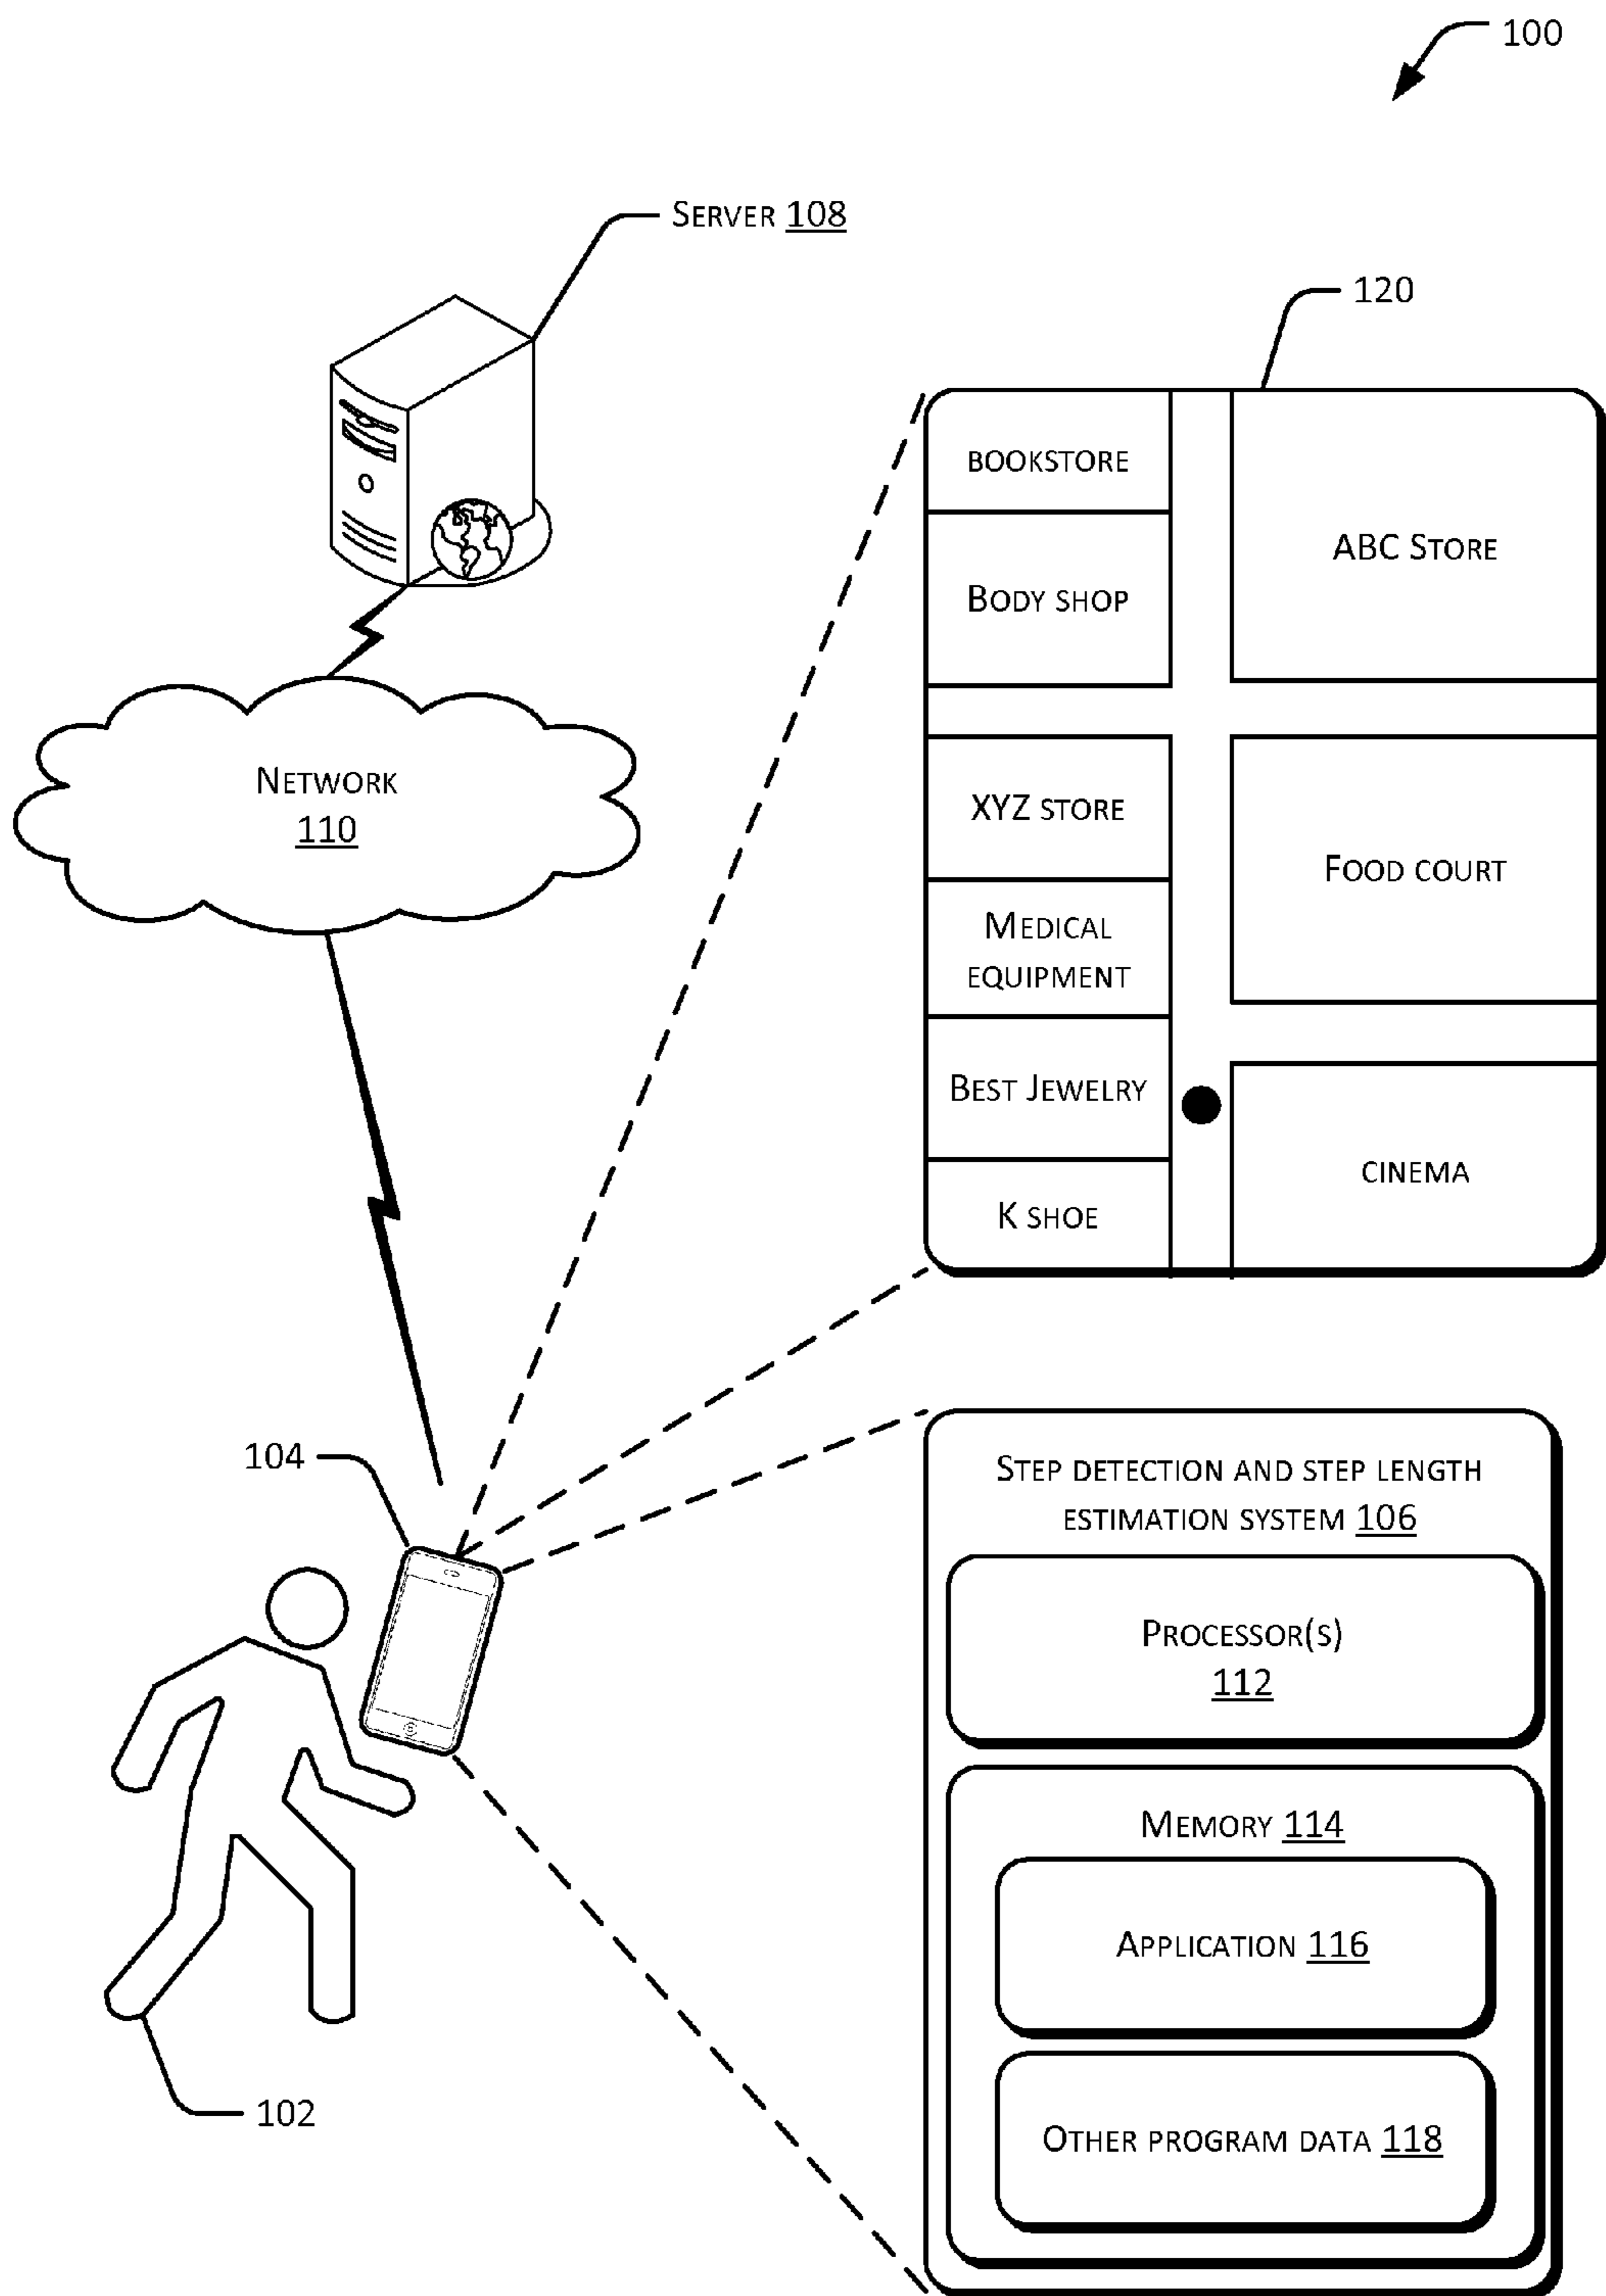 100
SERVER 108
120
BOOKSTORE
ABC STORE
BODY SHOP
NETWORK
110
XYZ STORE
FOOD COURT
MEDICAL
EQUIPMENT
BEST JEWELRY
CINEMA
K SHOE
104
STEP DETECTION AND STEP LENGTH
ESTIMATION SYSTEM 106
PROCESSOR(S)
112
MEMORY 114
APPLICATION 116
102
OTHER PROGRAM DATA 118